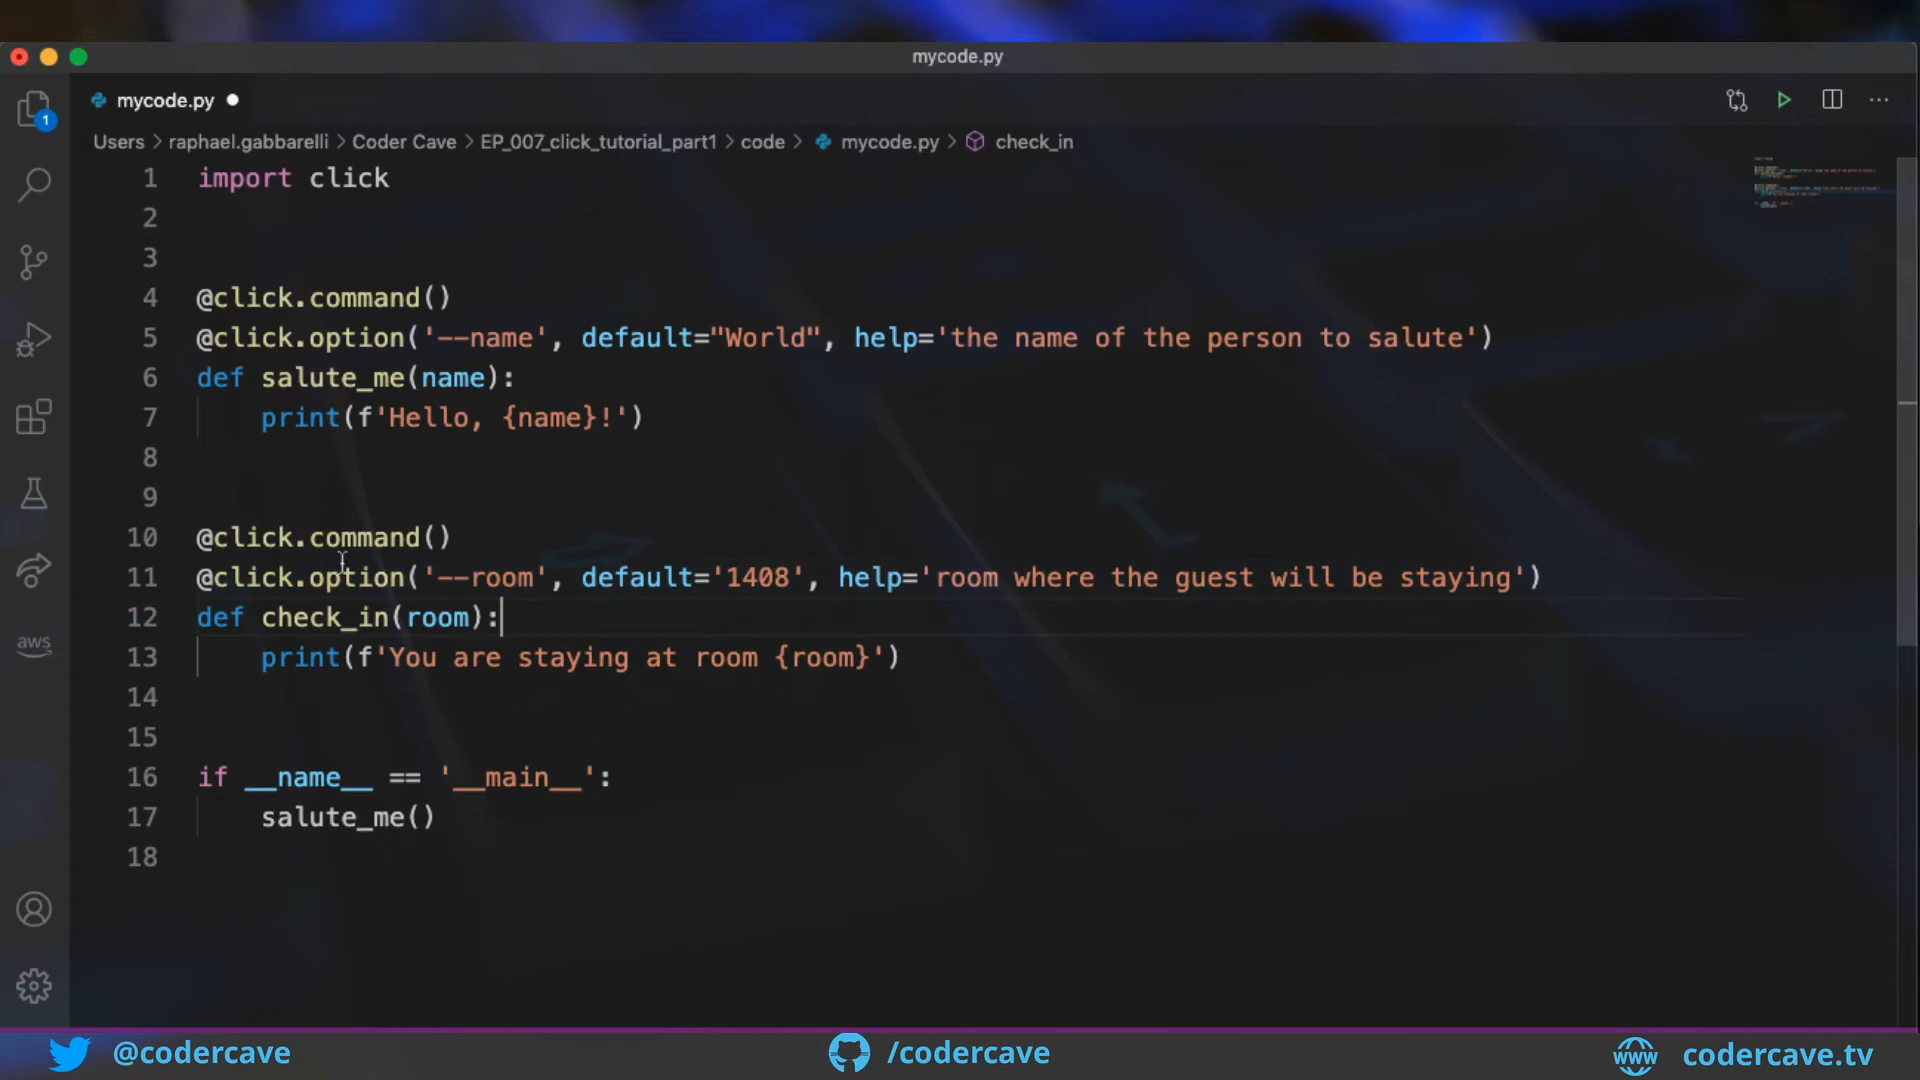 mycode.py
mycode.py
1
Users > raphael.gabbarelli > Coder Cave > EP_007_click_tutorial_part1 > code > mycode.py > check_in
1 import click
2
3
4 @click.command()
5 @click.option('--name', default="World", help='the name of the person to salute')
6 def salute_me(name):
7 print(f'Hello, {name}!')
8
9
10 @click.command()
11 @click.option('--room', default='1408', help='room where the guest will be staying')
12 def check_in(room):
13 print(f'You are staying at room {room}')
14
15
16 if __name__ == '__main__':
17 salute_me()
18
aws
@codercave
/codercave
www codercave.tv